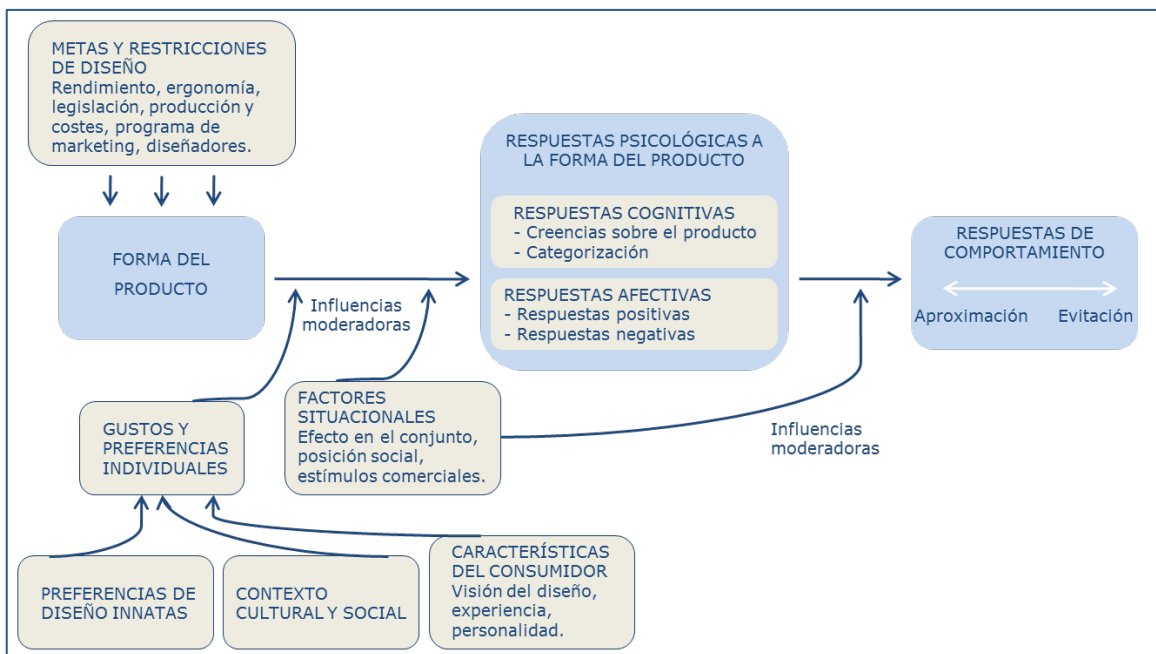 METAS Y RESTRICCIONES
DE DISEÑO
Rendimiento, ergonomía,
legislación, producción y
costes, programa de
marketing, diseñadores.
FORMA DEL
PRODUCTO
Influencias
moderadoras
RESPUESTAS PSICOLÓGICAS A
LA FORMA DEL PRODUCTO
RESPUESTAS COGNITIVAS
- Creencias sobre el producto
- Categorización
RESPUESTAS AFECTIVAS
- Respuestas positivas
- Respuestas negativas
RESPUESTAS DE
COMPORTAMIENTO
Aproximación Evitación
GUSTOS Y
PREFERENCIAS
INDIVIDUALES
FACTORES
SITUACIONALES
Efecto en el conjunto,
posición social,
estímulos comerciales.
Influencias
moderadoras
PREFERENCIAS DE
DISEÑO INNATAS
CONTEXTO
CULTURAL Y SOCIAL
CARACTERÍSTICAS
DEL CONSUMIDOR
Visión del diseño,
experiencia,
personalidad.